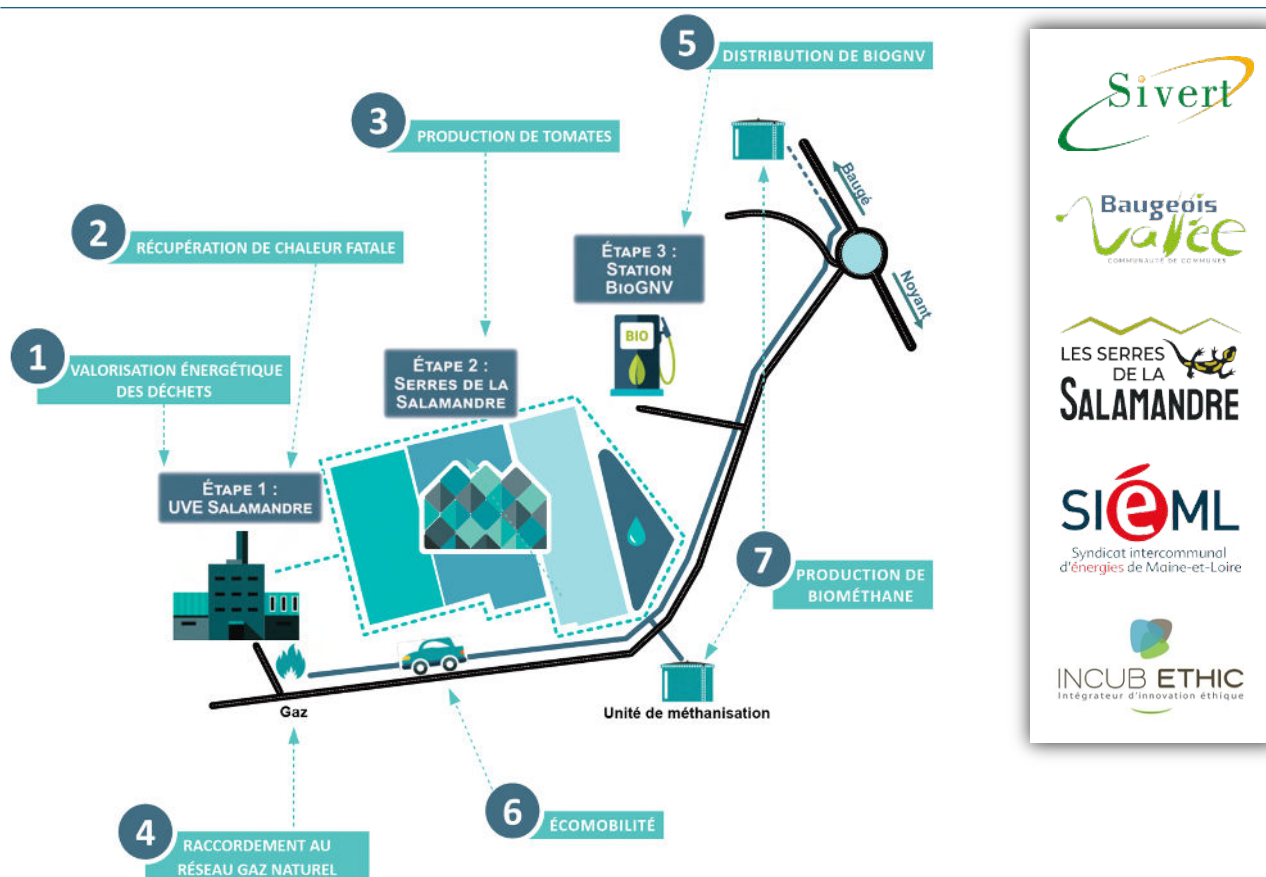 5
DISTRIBUTION DE BIOGNV
3
PRODUCTION DE TOMATES
Baugé
Noyant
2
RÉCUPÉRATION DE CHALEUR FATALE
ÉTAPE 3 :
STATION
BIOGNV
BIO
1
VALORISATION ÉNERGÉTIQUE
DES DÉCHETS
ÉTAPE 2 :
SERRES DE LA
SALAMANDRE
ÉTAPE 1 :
UVE SALAMANDRE
7
PRODUCTION DE
BIOMÉTHANE
Gaz
Unité de méthanisation
6
ÉCOMOBILITÉ
4
RACCORDEMENT AU
RÉSEAU GAZ NATUREL
Sivert
Baugeois
Vallée
COMMUNAUTÉ DE COMMUNES
LES SERRES
DE LA
SALAMANDRE
SIéML
Syndicat intercommunal
d'énergies de Maine-et-Loire
INCUB ETHIC
Intégrateur d'innovation éthique